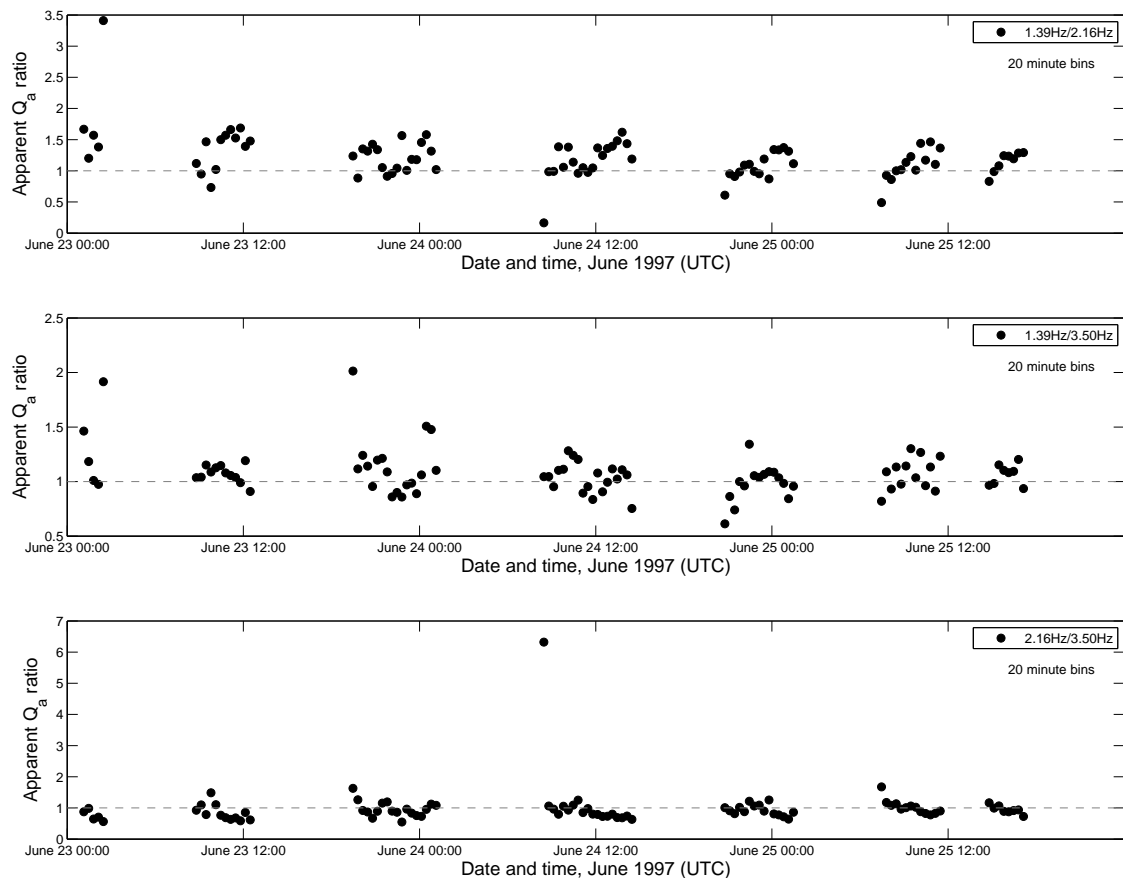 3.5
3
2.5
2
1.5
1
0.5
0
Apparent Q_a ratio
1.39Hz/2.16Hz
20 minute bins
June 23 00:00 June 23 12:00 June 24 00:00 June 24 12:00 June 25 00:00 June 25 12:00
Date and time, June 1997 (UTC)
2.5
2
1.5
1
0.5
Apparent Q_a ratio
1.39Hz/3.50Hz
20 minute bins
June 23 00:00 June 23 12:00 June 24 00:00 June 24 12:00 June 25 00:00 June 25 12:00
Date and time, June 1997 (UTC)
7
6
5
4
3
2
1
0
Apparent Q_a ratio
2.16Hz/3.50Hz
20 minute bins
June 23 00:00 June 23 12:00 June 24 00:00 June 24 12:00 June 25 00:00 June 25 12:00
Date and time, June 1997 (UTC)